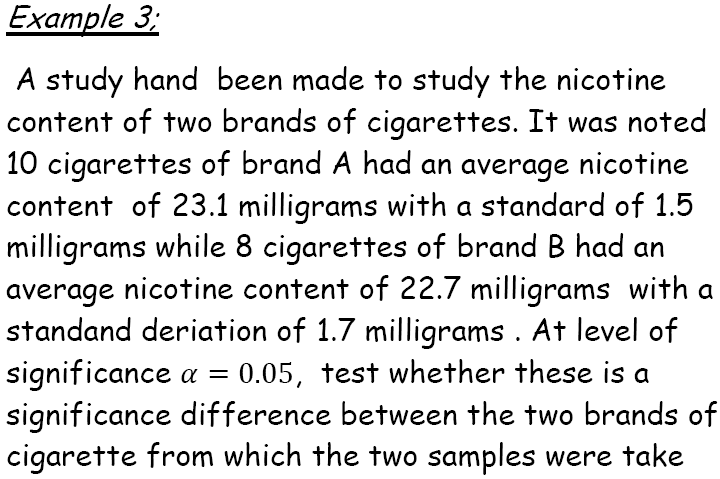 Example 3;
A study hand been made to study the nicotine
content of two brands of cigarettes. It was noted
10 cigarettes of brand A had an average nicotine
content of 23.1 milligrams with a standard of 1.5
milligrams while 8 cigarettes of brand B had an
average nicotine content of 22.7 milligrams with a
standand deriation of 1.7 milligrams . At level of
significance α = 0.05, test whether these is a
significance difference between the two brands of
cigarette from which the two samples were take